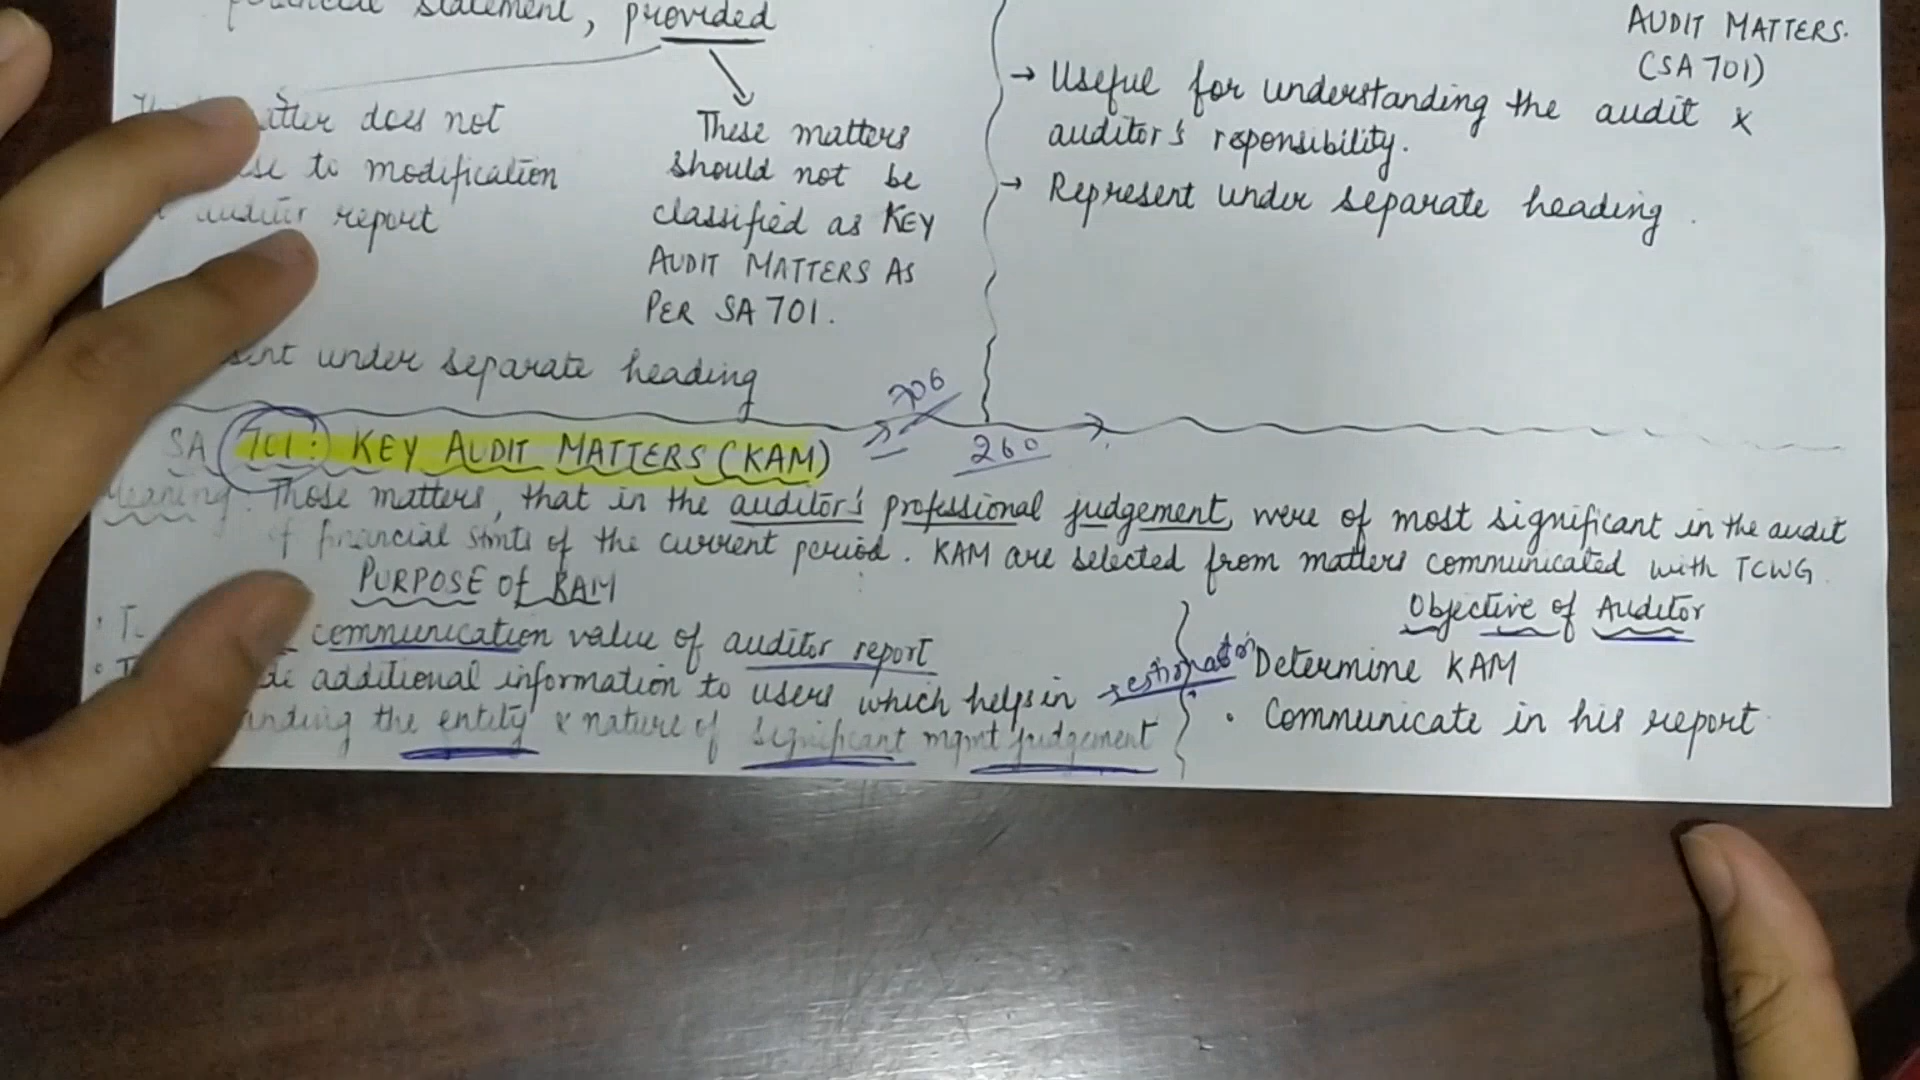 financial statement, provided
matter does not
to modification
auditor report
These matters
should not be
classified as KEY
AUDIT MATTERS AS
PER SA 701.
under separate heading
AUDIT MATTERS.
(SA 701)
→ Useful for understanding the audit &
auditor's responsibility.
→ Represent under separate heading.
706
260
SA 701: KEY AUDIT MATTERS (KAM)
Meaning: Those matters, that in the auditor's professional judgement, were of most significant in the audit
of financial stmts of the current period. KAM are selected from matters communicated with TCWG
PURPOSE of KAM
communication value of auditor report
additional information to users which helps in
the entity & nature of significant mgmt judgement
Objective of Auditor
Determine KAM
• Communicate in his report